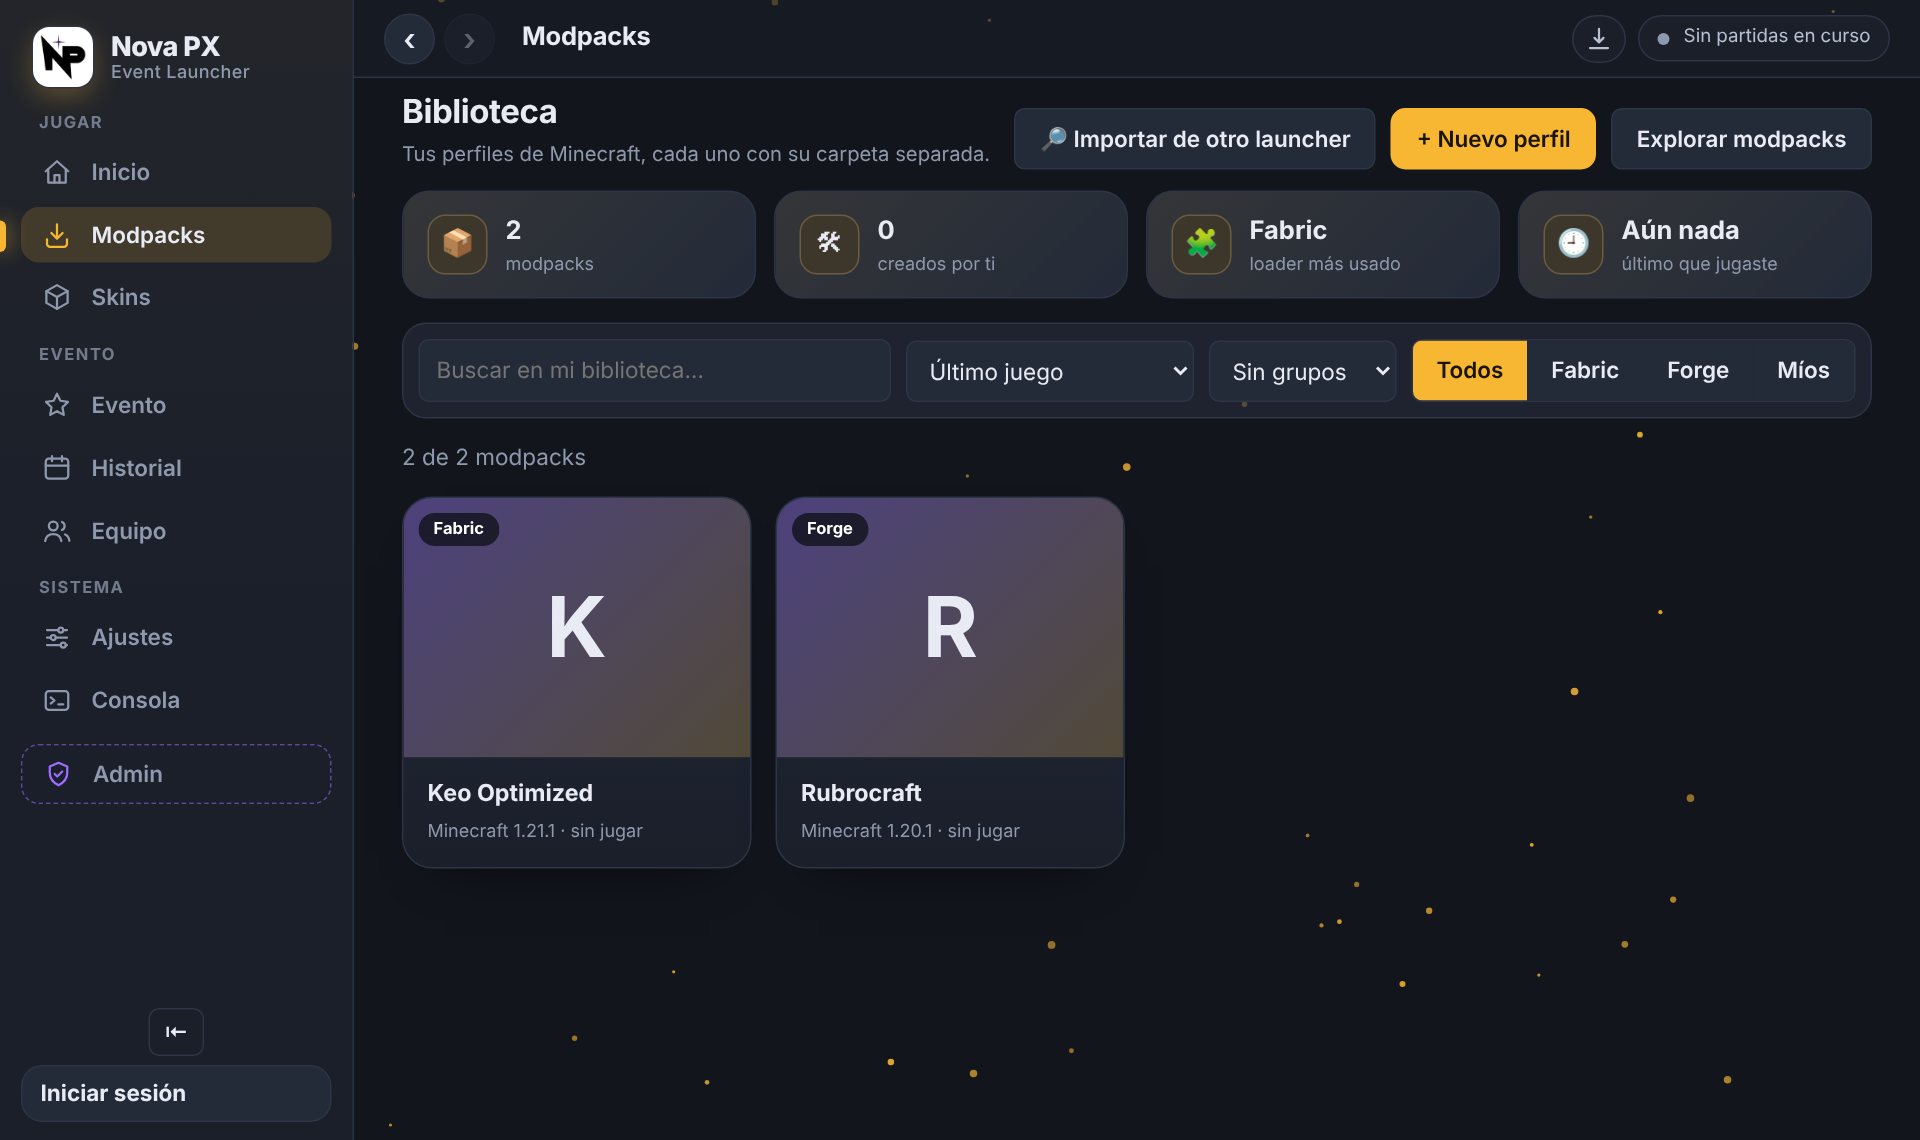 Nova PX
Event Launcher
JUGAR
Inicio
Modpacks
Skins
EVENTO
Evento
Historial
Equipo
SISTEMA
Ajustes
Consola
Admin
Iniciar sesión
Modpacks
Sin partidas en curso
Biblioteca
Tus perfiles de Minecraft, cada uno con su carpeta separada.
Importar de otro launcher
+ Nuevo perfil
Explorar modpacks
2
modpacks
0
creados por ti
Fabric
loader más usado
Aún nada
último que jugaste
Buscar en mi biblioteca...
Último juego
Sin grupos
Todos
Fabric
Forge
Míos
2 de 2 modpacks
Fabric
K
Keo Optimized
Minecraft 1.21.1 · sin jugar
Forge
R
Rubrocraft
Minecraft 1.20.1 · sin jugar